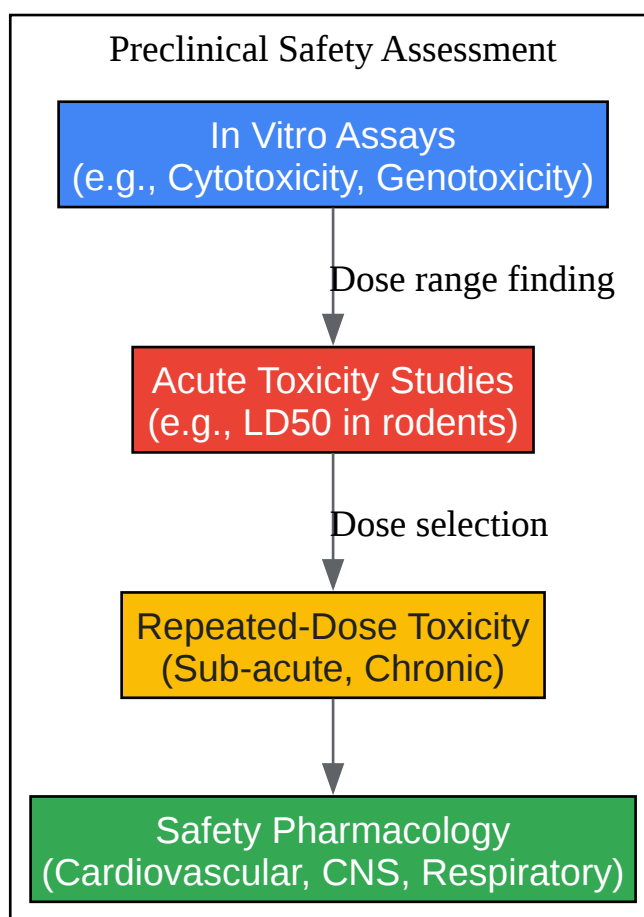 Preclinical Safety Assessment
In Vitro Assays
(e.g., Cytotoxicity, Genotoxicity)
Dose range finding
Acute Toxicity Studies
(e.g., LD50 in rodents)
Dose selection
Repeated-Dose Toxicity
(Sub-acute, Chronic)
Safety Pharmacology
(Cardiovascular, CNS, Respiratory)